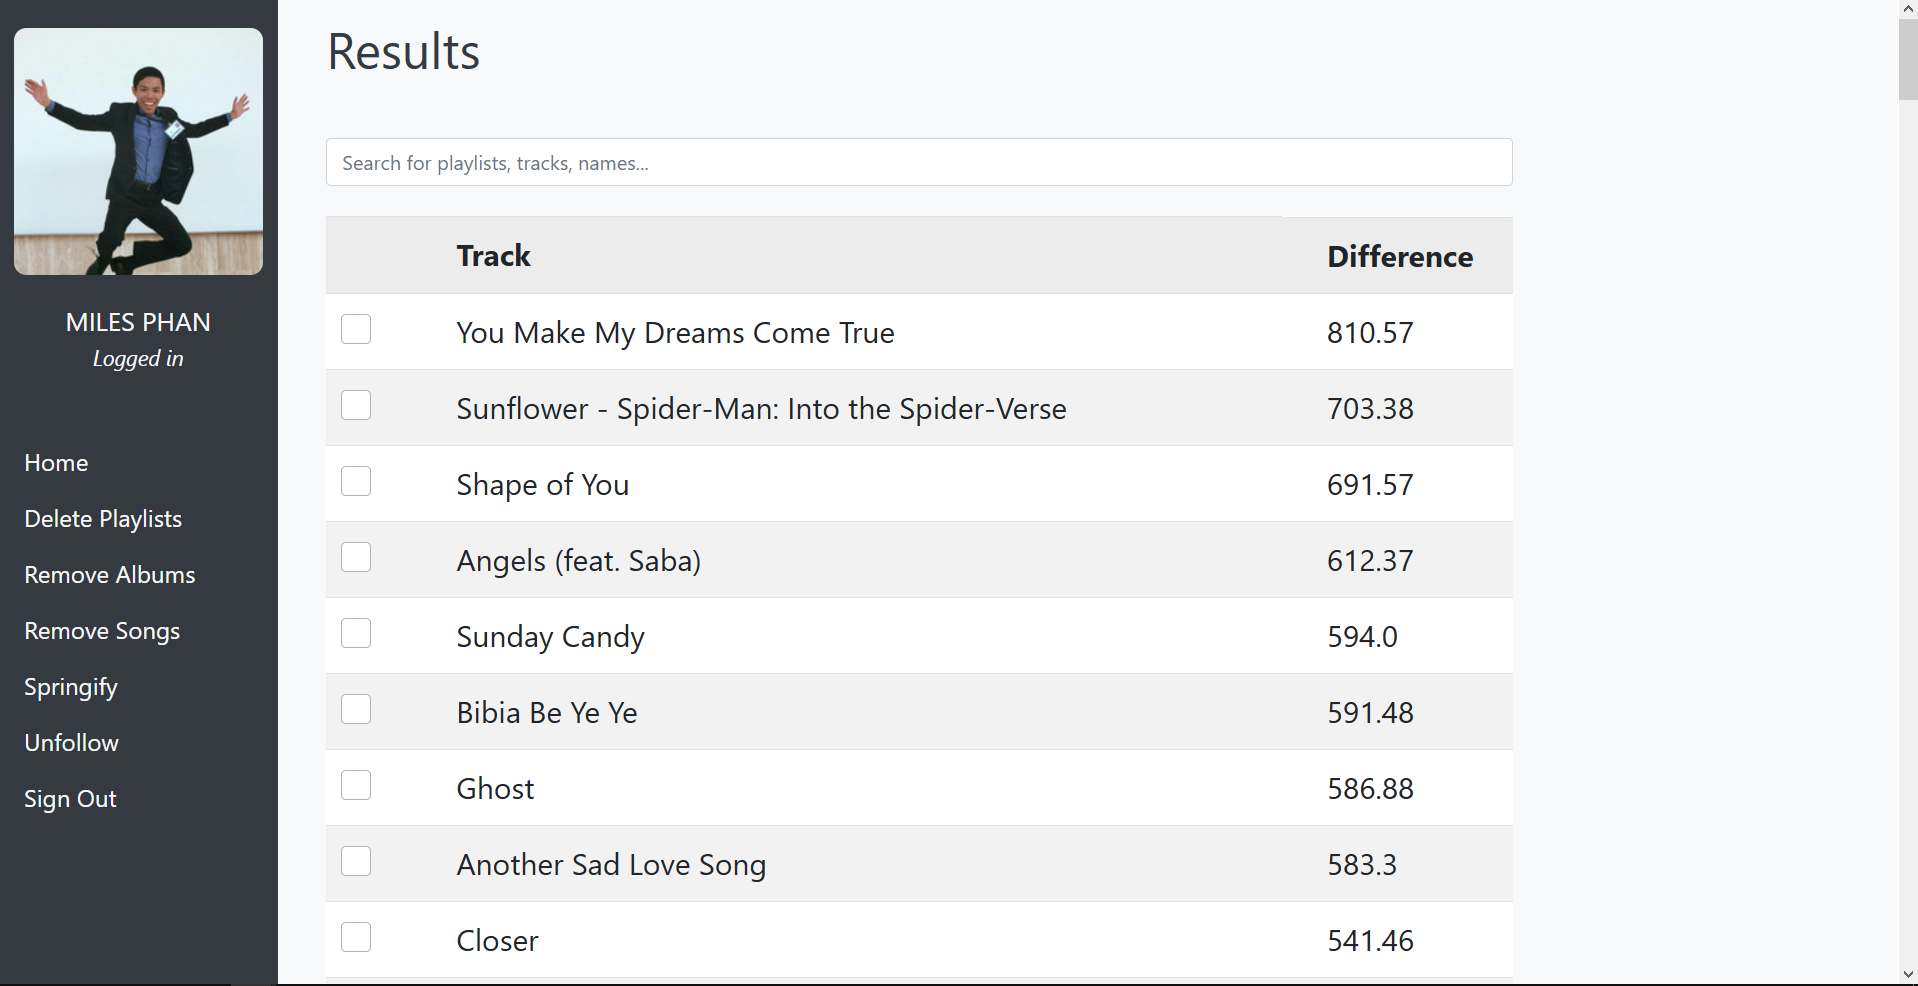 MILES PHAN
Logged in
Home
Delete Playlists
Remove Albums
Remove Songs
Springify
Unfollow
Sign Out
Results
Search for playlists, tracks, names...
Track Difference
You Make My Dreams Come True 810.57
Sunflower - Spider-Man: Into the Spider-Verse 703.38
Shape of You 691.57
Angels (feat. Saba) 612.37
Sunday Candy 594.0
Bibia Be Ye Ye 591.48
Ghost 586.88
Another Sad Love Song 583.3
Closer 541.46